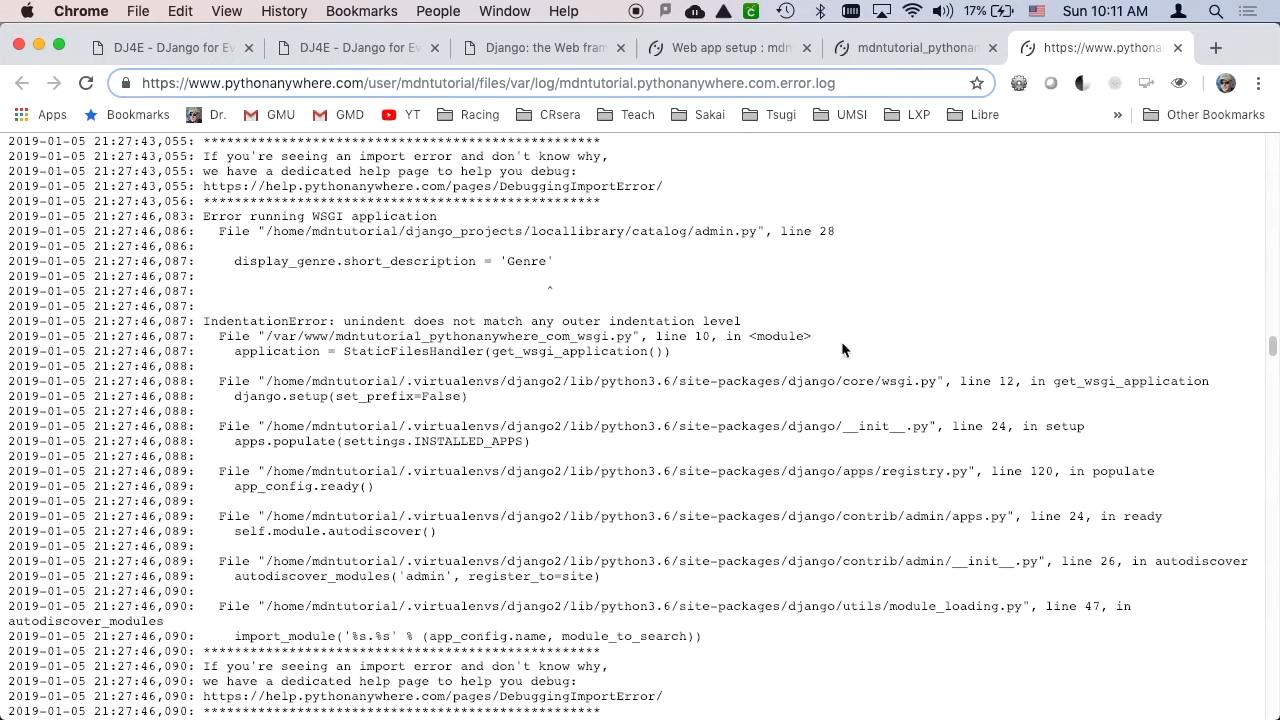 Chrome File Edit View History Bookmarks People Window Help 17% Sun 10:11 AM
DJ4E - DJango for Ev × DJ4E - DJango for Ev × Django: the Web fram × Web app setup : mdn × mdntutorial_pythonan × https://www.pythona × +
https://www.pythonanywhere.com/user/mdntutorial/files/var/log/mdntutorial.pythonanywhere.com.error.log
Apps Bookmarks Dr. GMU GMD YT Racing CRsera Teach Sakai Tsugi UMSI LXP Libre » Other Bookmarks
2019-01-05 21:27:43,055: ***************************************************
2019-01-05 21:27:43,055: If you're seeing an import error and don't know why,
2019-01-05 21:27:43,055: we have a dedicated help page to help you debug:
2019-01-05 21:27:43,055: https://help.pythonanywhere.com/pages/DebuggingImportError/
2019-01-05 21:27:43,056: ***************************************************
2019-01-05 21:27:46,083: Error running WSGI application
2019-01-05 21:27:46,086: File "/home/mdntutorial/django_projects/locallibrary/catalog/admin.py", line 28
2019-01-05 21:27:46,086:
2019-01-05 21:27:46,087: display_genre.short_description = 'Genre'
2019-01-05 21:27:46,087:
2019-01-05 21:27:46,087: ^
2019-01-05 21:27:46,087:
2019-01-05 21:27:46,087: IndentationError: unindent does not match any outer indentation level
2019-01-05 21:27:46,087: File "/var/www/mdntutorial_pythonanywhere_com_wsgi.py", line 10, in <module>
2019-01-05 21:27:46,087: application = StaticFilesHandler(get_wsgi_application())
2019-01-05 21:27:46,088:
2019-01-05 21:27:46,088: File "/home/mdntutorial/.virtualenvs/django2/lib/python3.6/site-packages/django/core/wsgi.py", line 12, in get_wsgi_application
2019-01-05 21:27:46,088: django.setup(set_prefix=False)
2019-01-05 21:27:46,088:
2019-01-05 21:27:46,088: File "/home/mdntutorial/.virtualenvs/django2/lib/python3.6/site-packages/django/__init__.py", line 24, in setup
2019-01-05 21:27:46,088: apps.populate(settings.INSTALLED_APPS)
2019-01-05 21:27:46,088:
2019-01-05 21:27:46,089: File "/home/mdntutorial/.virtualenvs/django2/lib/python3.6/site-packages/django/apps/registry.py", line 120, in populate
2019-01-05 21:27:46,089: app_config.ready()
2019-01-05 21:27:46,089:
2019-01-05 21:27:46,089: File "/home/mdntutorial/.virtualenvs/django2/lib/python3.6/site-packages/django/contrib/admin/apps.py", line 24, in ready
2019-01-05 21:27:46,089: self.module.autodiscover()
2019-01-05 21:27:46,089:
2019-01-05 21:27:46,089: File "/home/mdntutorial/.virtualenvs/django2/lib/python3.6/site-packages/django/contrib/admin/__init__.py", line 26, in autodiscover
2019-01-05 21:27:46,089: autodiscover_modules('admin', register_to=site)
2019-01-05 21:27:46,090:
2019-01-05 21:27:46,090: File "/home/mdntutorial/.virtualenvs/django2/lib/python3.6/site-packages/django/utils/module_loading.py", line 47, in
autodiscover_modules
2019-01-05 21:27:46,090: import_module('%s.%s' % (app_config.name, module_to_search))
2019-01-05 21:27:46,090: ***************************************************
2019-01-05 21:27:46,090: If you're seeing an import error and don't know why,
2019-01-05 21:27:46,090: we have a dedicated help page to help you debug:
2019-01-05 21:27:46,090: https://help.pythonanywhere.com/pages/DebuggingImportError/
2019-01-05 21:27:46,090: ***************************************************